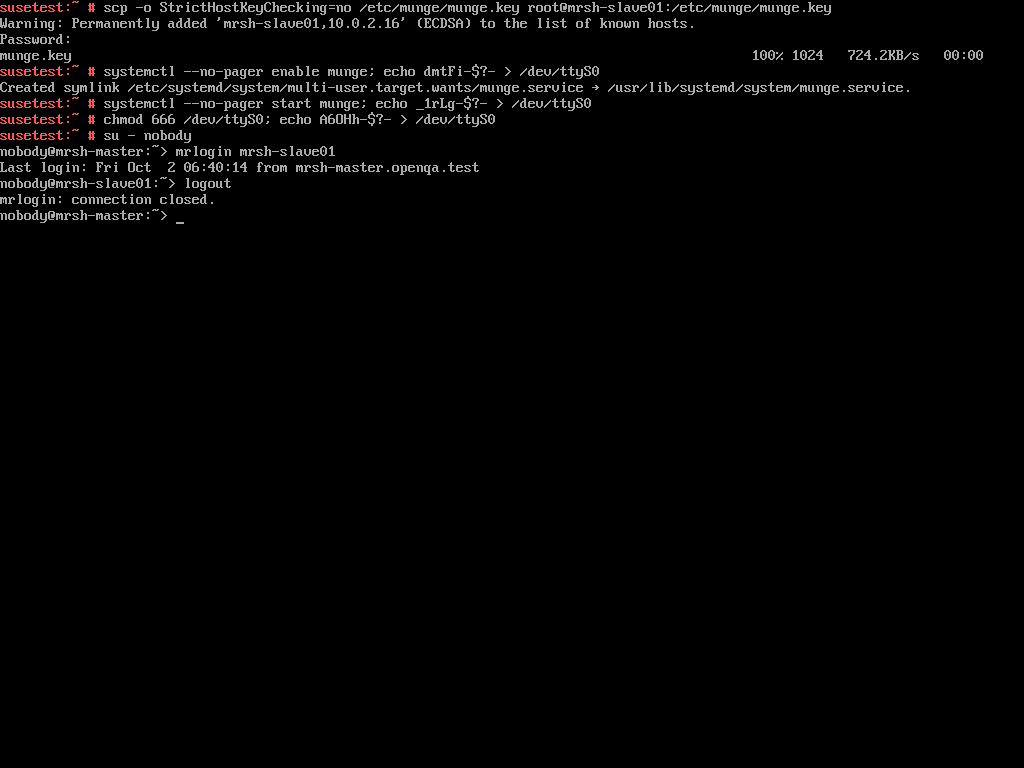 susetest:~ # scp -o StrictHostKeyChecking=no /etc/munge/munge.key root@mrsh-slave01:/etc/munge/munge.key
Warning: Permanently added 'mrsh-slave01,10.0.2.16' (ECDSA) to the list of known hosts.
Password:
munge.key 100% 1024 724.2KB/s 00:00
susetest:~ # systemctl --no-pager enable munge; echo dmtFi-$?- > /dev/ttyS0
Created symlink /etc/systemd/system/multi-user.target.wants/munge.service → /usr/lib/systemd/system/munge.service.
susetest:~ # systemctl --no-pager start munge; echo _1rLg-$?- > /dev/ttyS0
susetest:~ # chmod 666 /dev/ttyS0; echo A6OHh-$?- > /dev/ttyS0
susetest:~ # su - nobody
nobody@mrsh-master:~> mrlogin mrsh-slave01
Last login: Fri Oct  2 06:40:14 from mrsh-master.openqa.test
nobody@mrsh-slave01:~> logout
mrlogin: connection closed.
nobody@mrsh-master:~> _